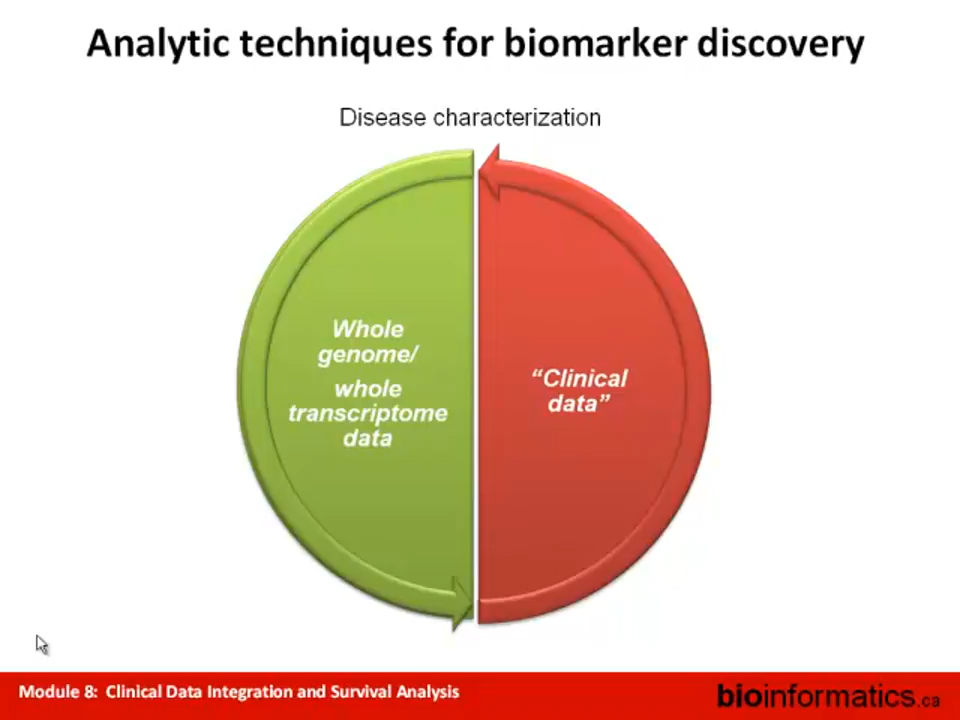 Analytic techniques for biomarker discovery
Disease characterization
Whole
genome/
whole
transcriptome
data
“Clinical
data”
Module 8: Clinical Data Integration and Survival Analysis
bioinformatics.ca